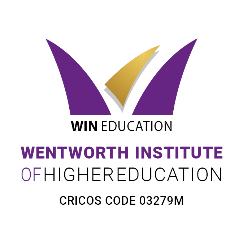 WIN EDUCATION
WENTWORTH INSTITUTE
OFHIGHEREDUCATION
CRICOS CODE 03279M